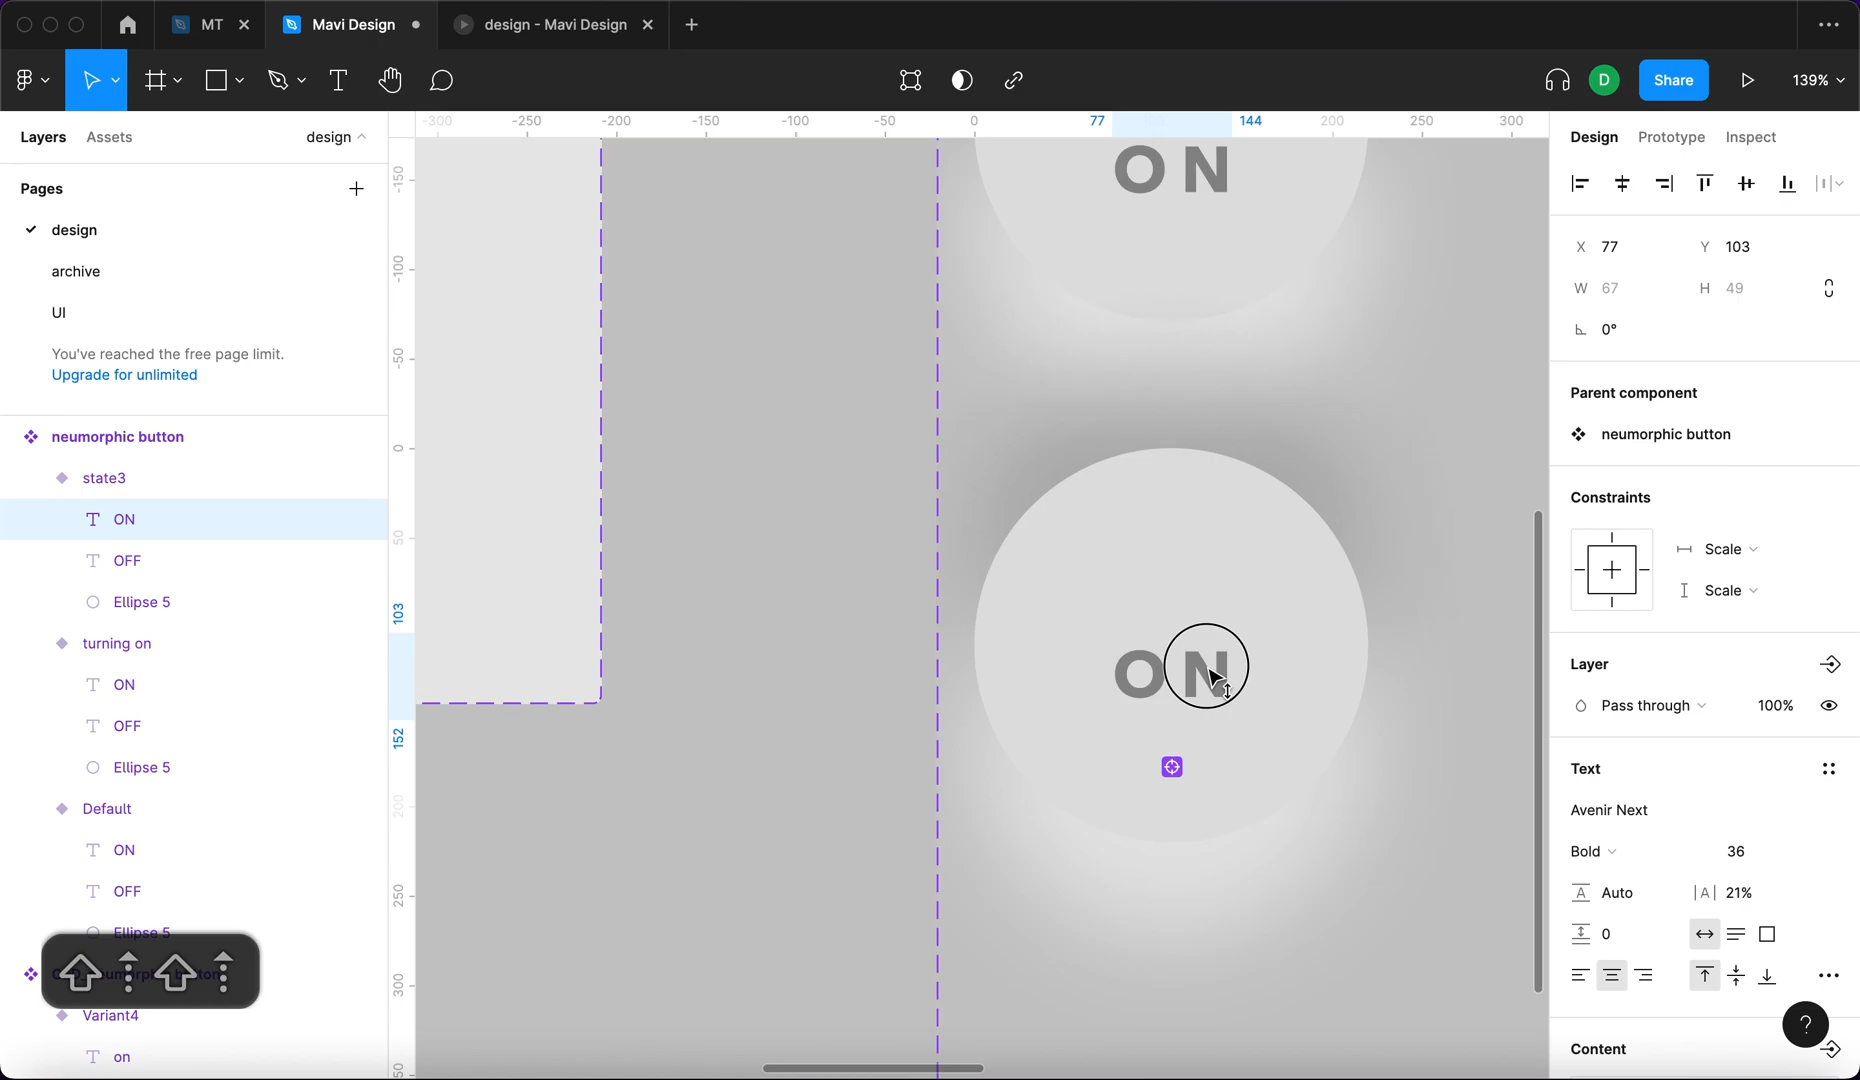 MT
Mavi Design
design - Mavi Design
D
Share
139%
Layers
Assets
design
Pages
design
archive
UI
You've reached the free page limit.
Upgrade for unlimited
neumorphic button
state3
ON
OFF
Ellipse 5
turning on
ON
OFF
Ellipse 5
Default
ON
OFF
Ellipse 5
Variant4
on
-300
-250
-200
-150
-100
-50
0
77
144
200
250
300
-150
-100
-50
0
50
103
152
200
250
300
ON
ON
Design
Prototype
Inspect
X 77
Y 103
W 67
H 49
0°
Parent component
neumorphic button
Constraints
Scale
Scale
Layer
Pass through
100%
Text
Avenir Next
Bold
36
Auto
21%
0
Content
?